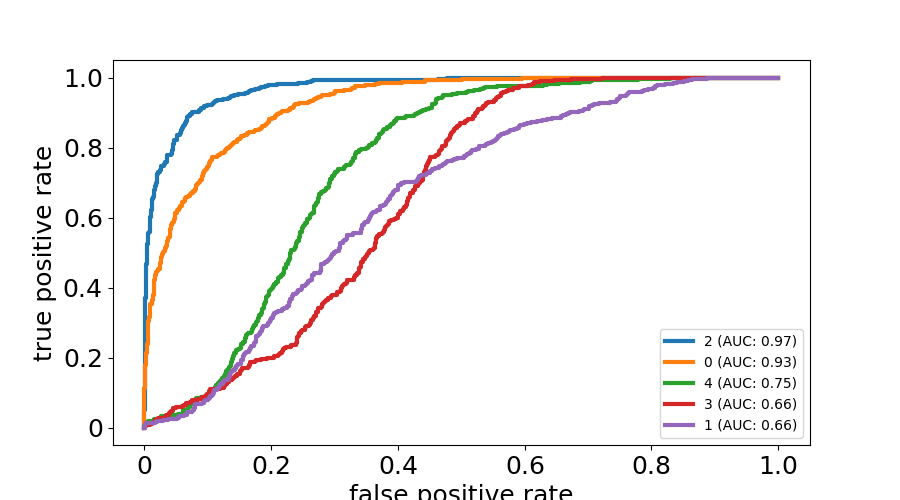 1.0
0.8
0.6
0.4
0.2
0
true positive rate
2 (AUC: 0.97)
0 (AUC: 0.93)
4 (AUC: 0.75)
3 (AUC: 0.66)
1 (AUC: 0.66)
0 0.2 0.4 0.6 0.8 1.0
false positive rate